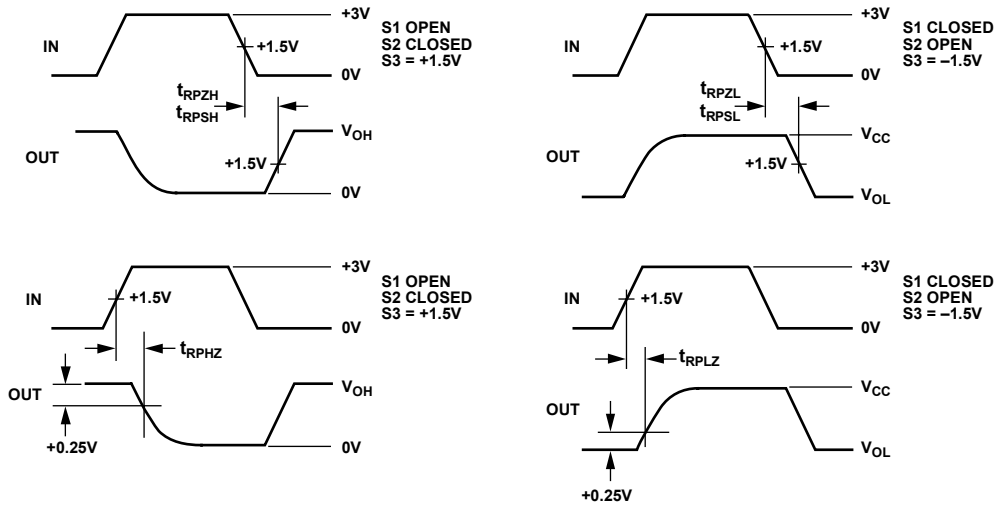 +3V
IN
+1.5V
0V
S1 OPEN
S2 CLOSED
S3 = +1.5V
tRPZH
tRPSH
OUT
VOH
+1.5V
0V
+3V
IN
+1.5V
0V
S1 CLOSED
S2 OPEN
S3 = –1.5V
tRPZL
tRPSL
OUT
VCC
+1.5V
VOL
+3V
IN
+1.5V
0V
S1 OPEN
S2 CLOSED
S3 = +1.5V
tRPHZ
OUT
VOH
0V
+0.25V
+3V
IN
+1.5V
0V
S1 CLOSED
S2 OPEN
S3 = –1.5V
tRPLZ
OUT
VCC
VOL
+0.25V